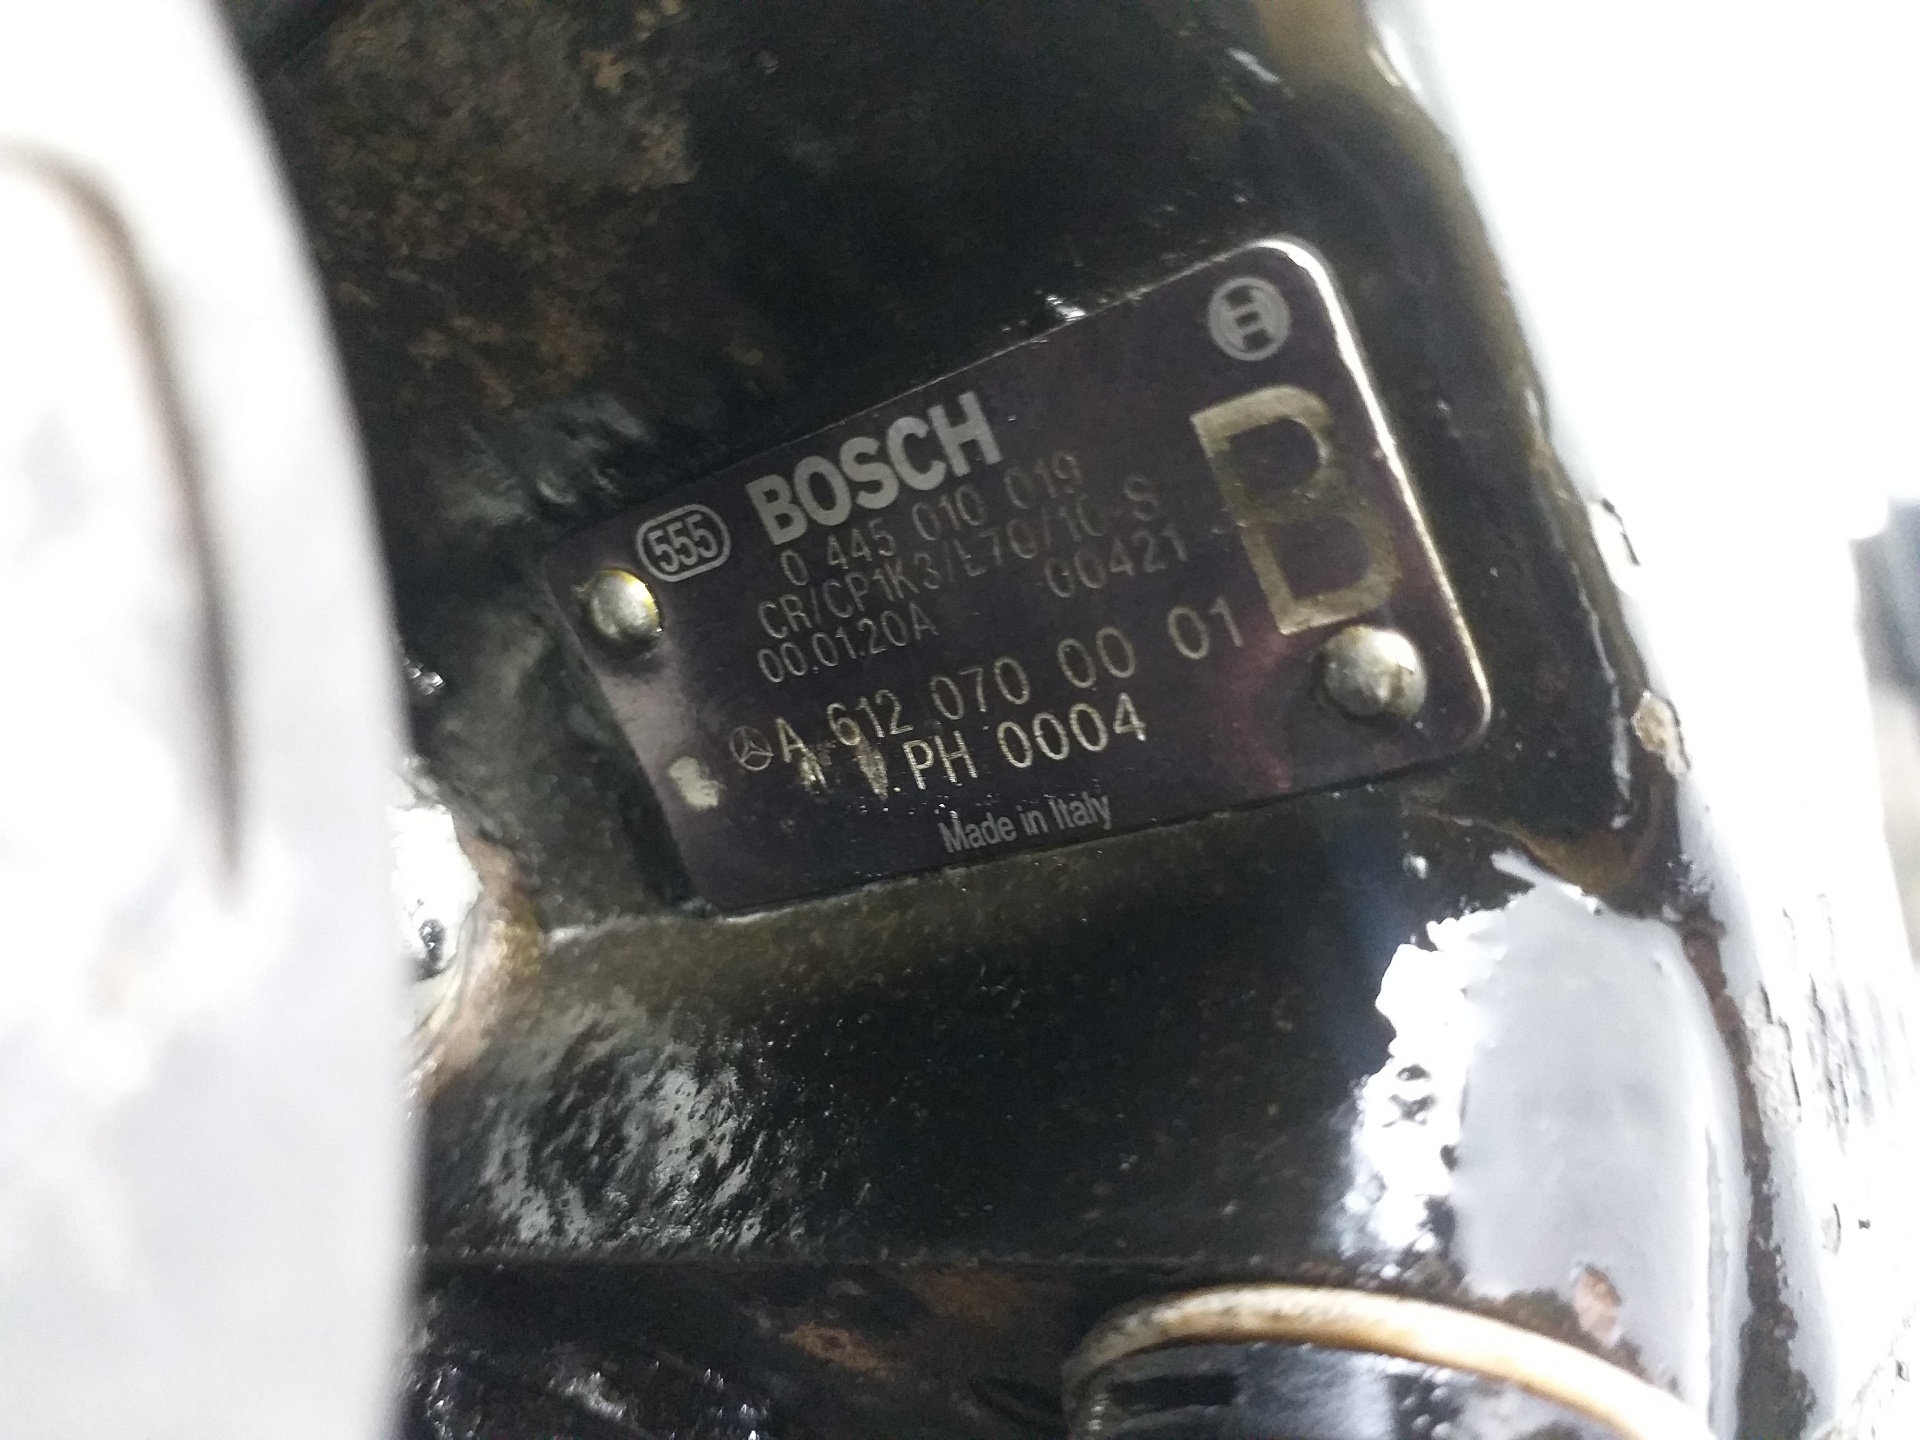 555 BOSCH
B
0 445 010 019
CR/CP1K3/L70/10-S
00.01.20A 00421
A 612 070 00 01
PH 0004
Made in Italy